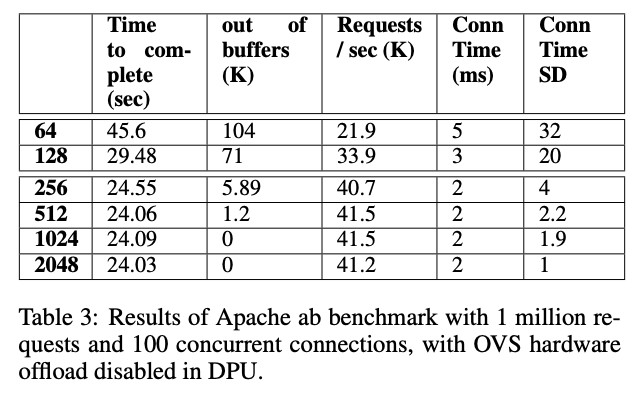 Time to com-plete (sec) | out of buffers (K) | Requests / sec (K) | Conn Time (ms) | Conn Time SD
64 | 45.6 | 104 | 21.9 | 5 | 32
128 | 29.48 | 71 | 33.9 | 3 | 20
256 | 24.55 | 5.89 | 40.7 | 2 | 4
512 | 24.06 | 1.2 | 41.5 | 2 | 2.2
1024 | 24.09 | 0 | 41.5 | 2 | 1.9
2048 | 24.03 | 0 | 41.2 | 2 | 1
Table 3: Results of Apache ab benchmark with 1 million re-
quests and 100 concurrent connections, with OVS hardware
offload disabled in DPU.